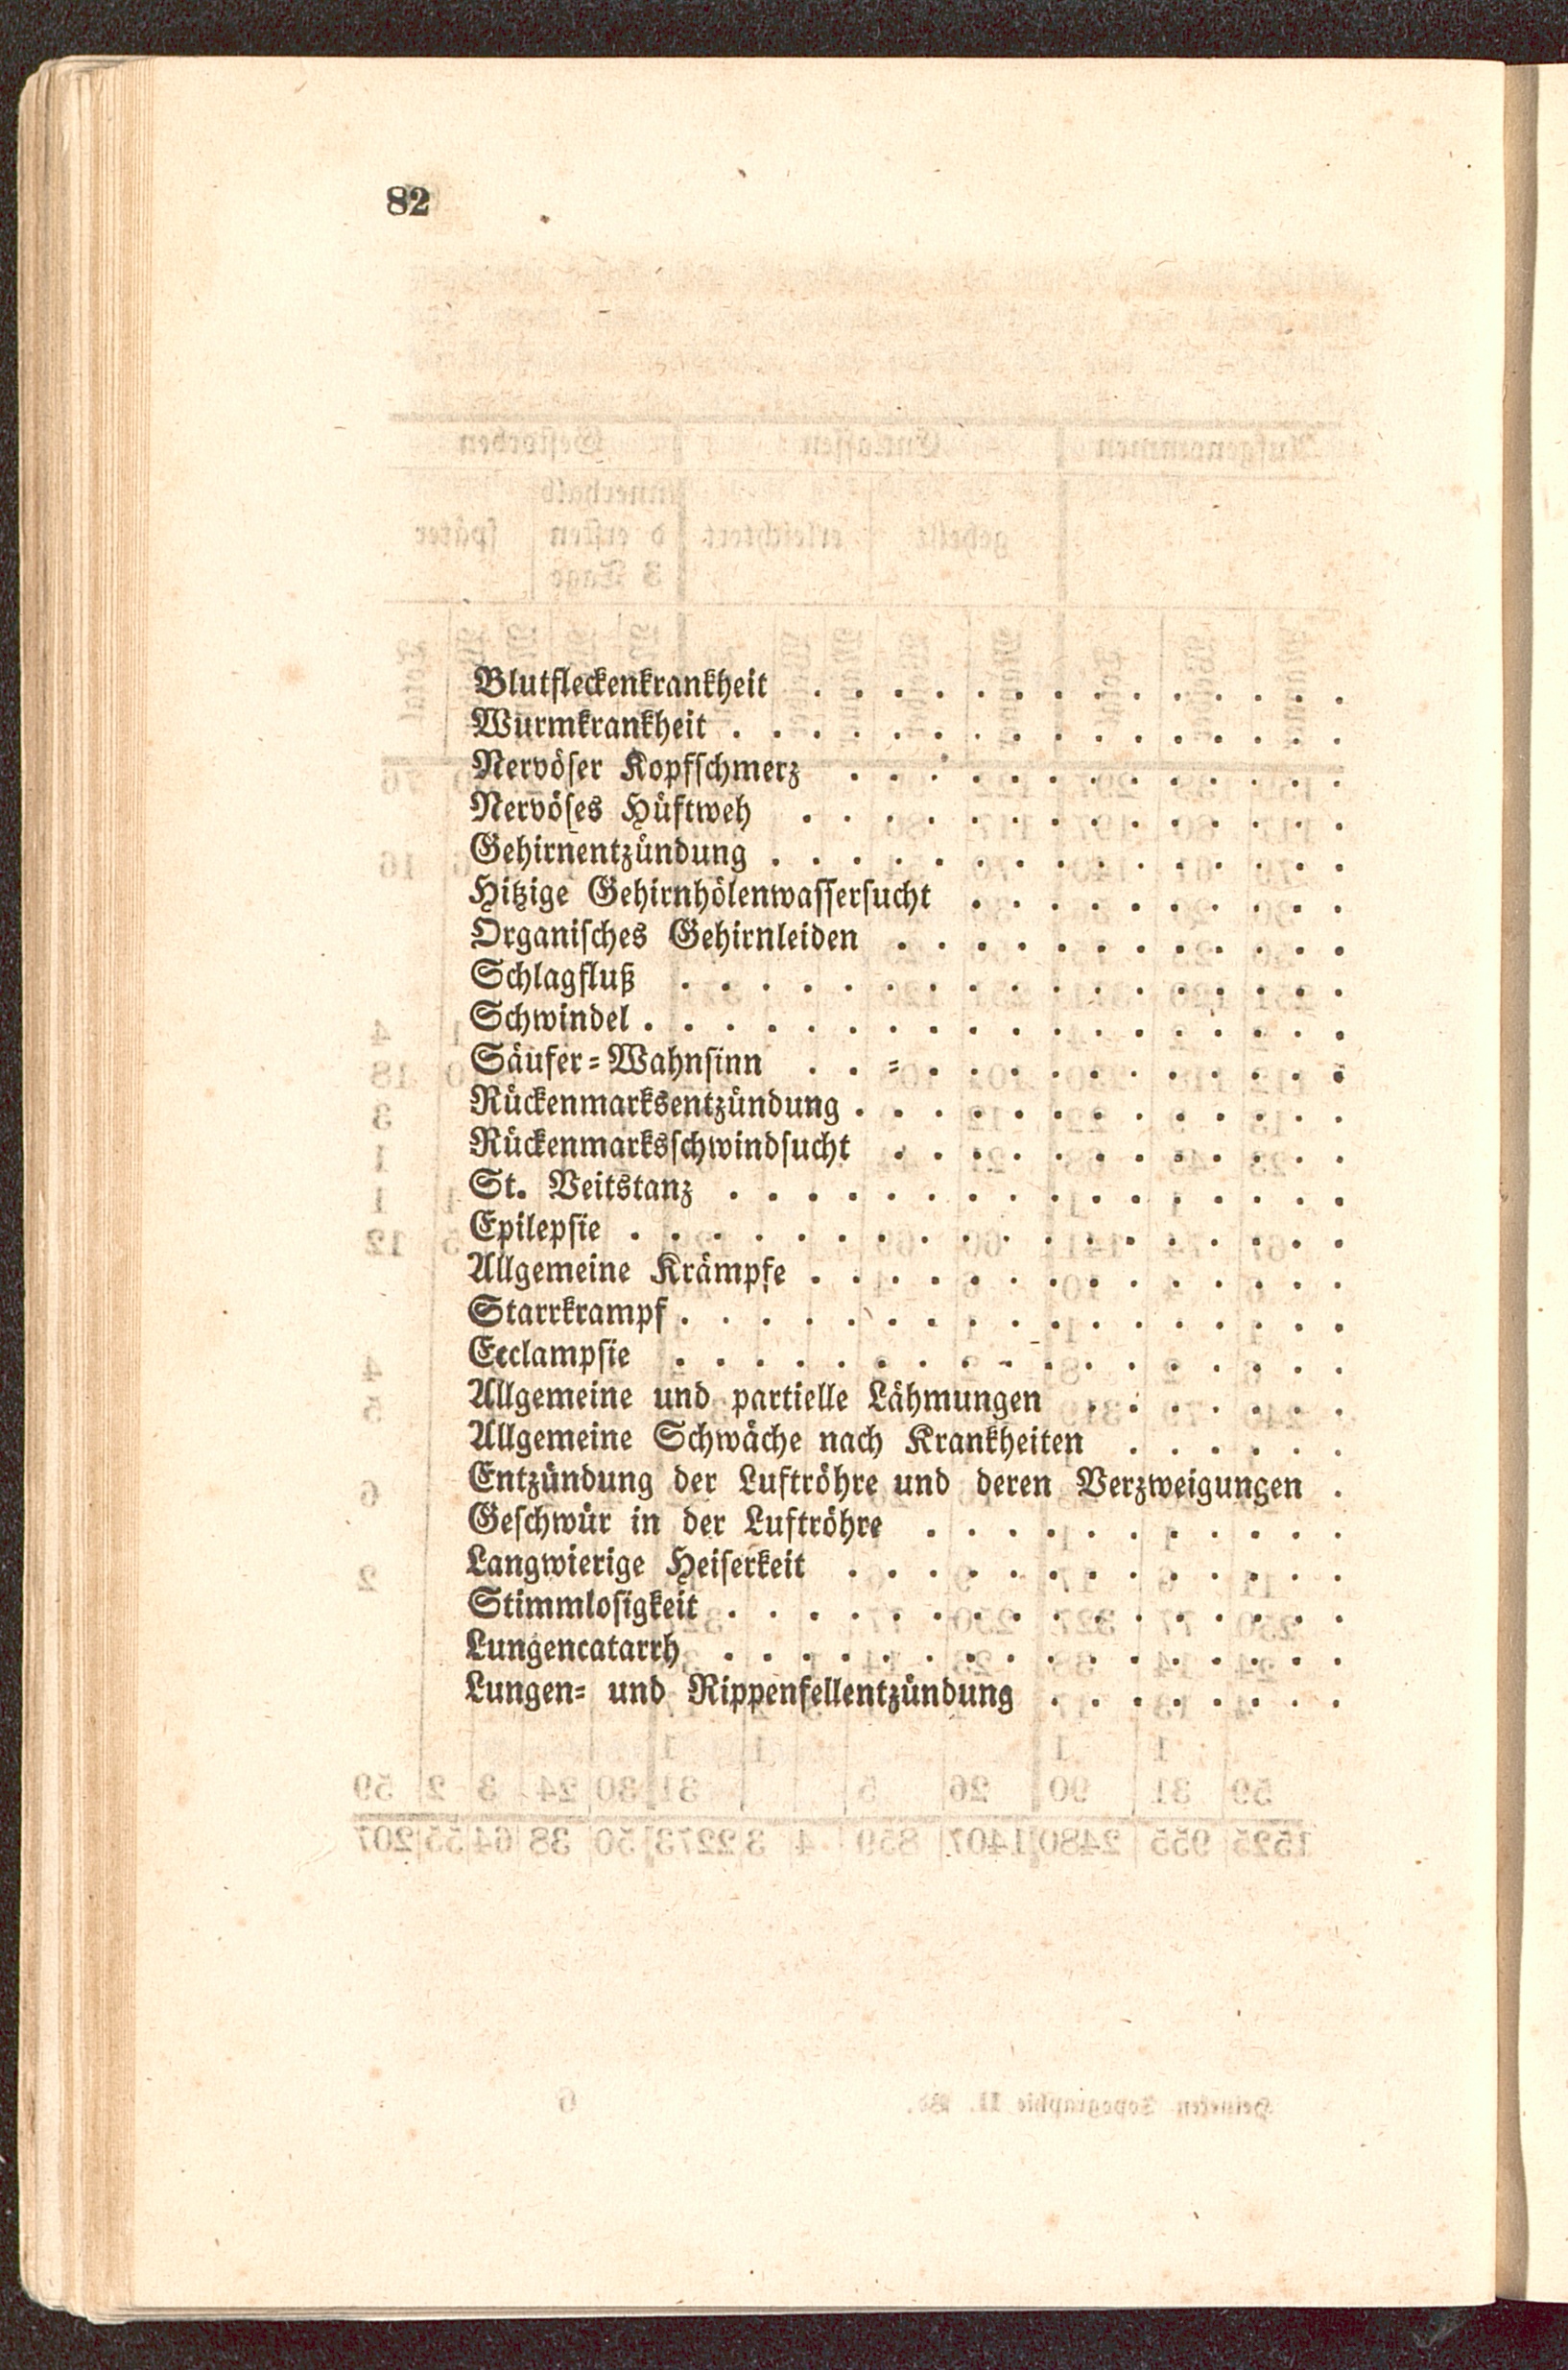 82
Blutfleckenkrankheit . . . . . . . . . . . . . .
Wurmkrankheit . . . . . . . . . . . . . . . .
Nervöser Kopfschmerz . . . . . . . . . . . . .
Nervöses Hüftweh . . . . . . . . . . . . . .
Gehirnentzündung . . . . . . . . . . . . . . .
Hitzige Gehirnhölenwassersucht . . . . . . . . . .
Organisches Gehirnleiden . . . . . . . . . . . .
Schlagfluß . . . . . . . . . . . . . . . . .
Schwindel . . . . . . . . . . . . . . . . . .
Säufer-Wahnsinn . . - . . . . . . . . . . .
Rückenmarksentzündung . . . . . . . . . . . . .
Rückenmarksschwindsucht . . . . . . . . . . . .
St. Veitstanz . . . . . . . . . . . . . . . .
Epilepsie . . . . . . . . . . . . . . . . . .
Allgemeine Krämpfe . . . . . . . . . . . . . .
Starrkrampf . . . . . . . . . . . . . . . . .
Ecclampsie . . . . . . . . . . . . . . . . .
Allgemeine und partielle Lähmungen . . . . . . .
Allgemeine Schwäche nach Krankheiten . . . . . .
Entzündung der Luftröhre und deren Verzweigungen .
Geschwür in der Luftröhre . . . . . . . . . . .
Langwierige Heiserkeit . . . . . . . . . . . . .
Stimmlosigkeit . . . . . . . . . . . . . . . .
Lungencatarrh . . . . . . . . . . . . . . . .
Lungen- und Rippenfellentzündung . . . . . . . .